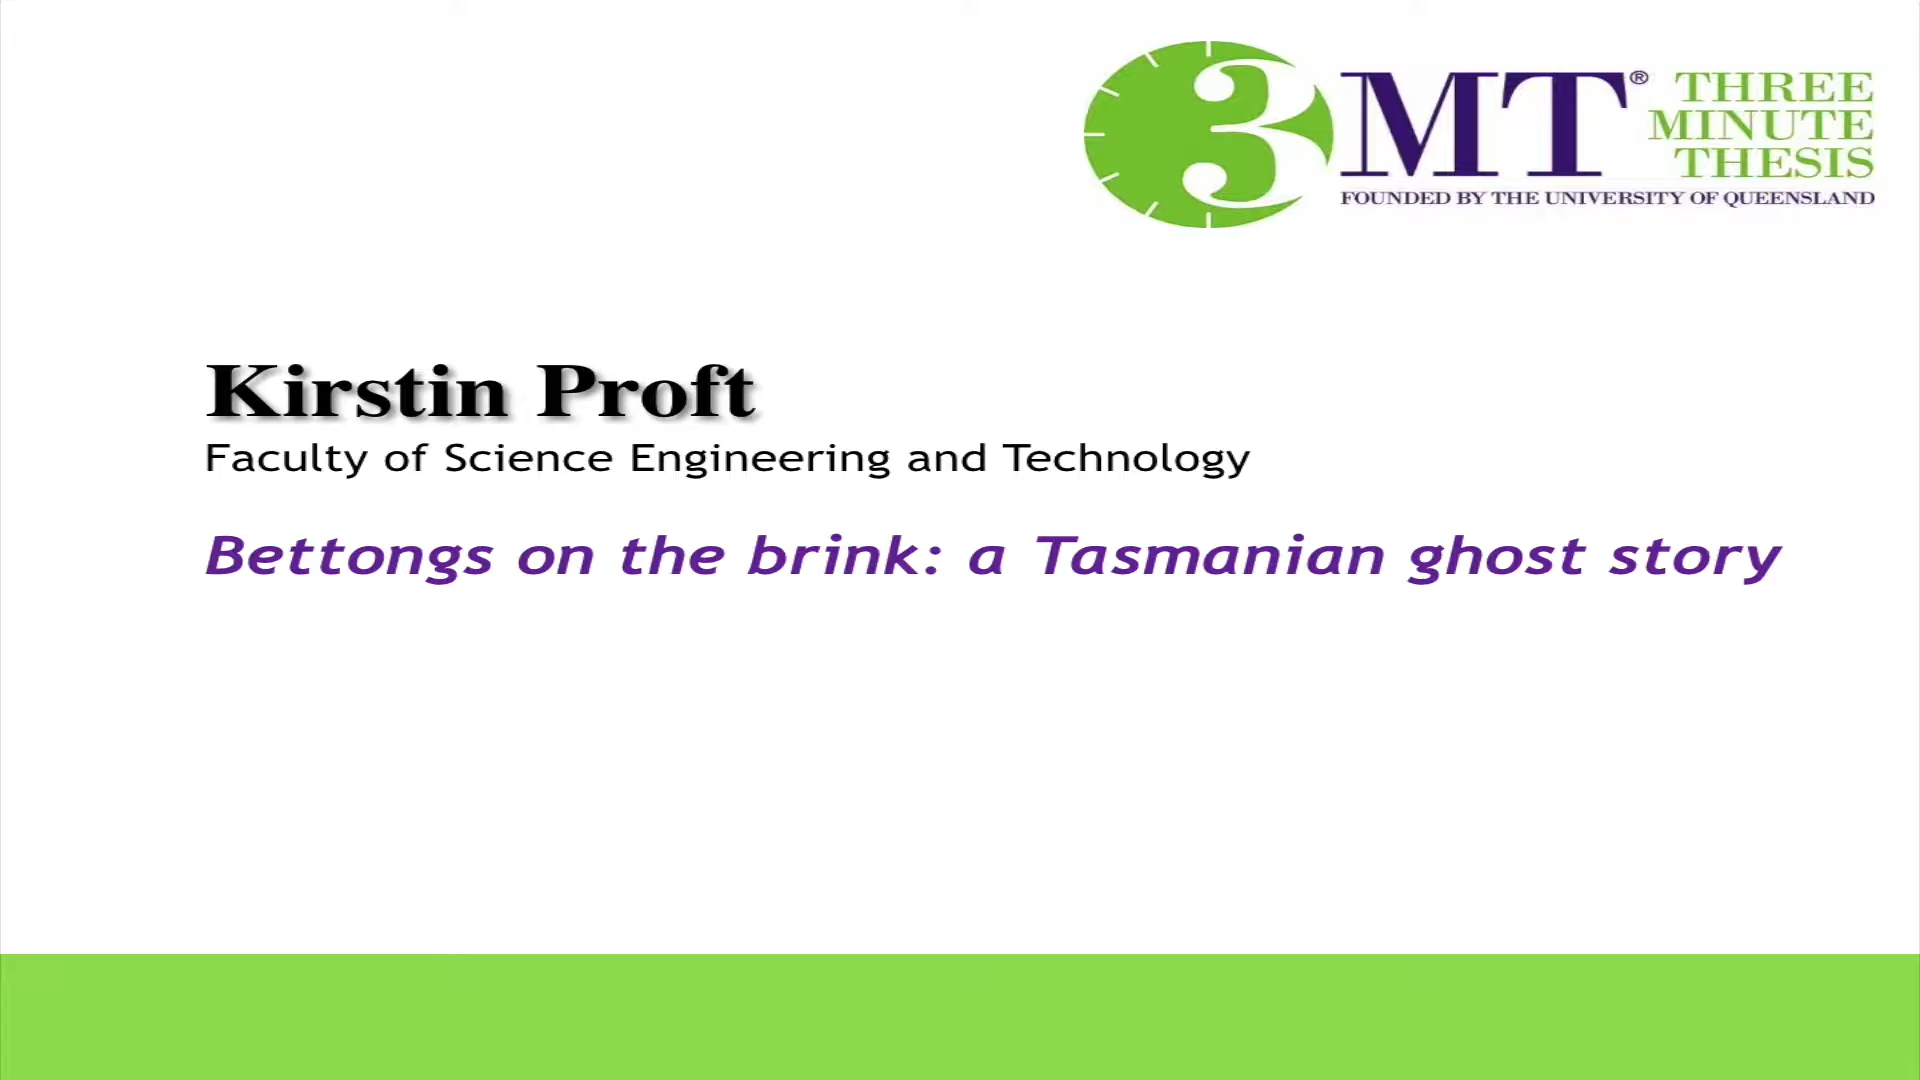 3MT® THREE
MINUTE
THESIS
FOUNDED BY THE UNIVERSITY OF QUEENSLAND
Kirstin Proft
Faculty of Science Engineering and Technology
Bettongs on the brink: a Tasmanian ghost story